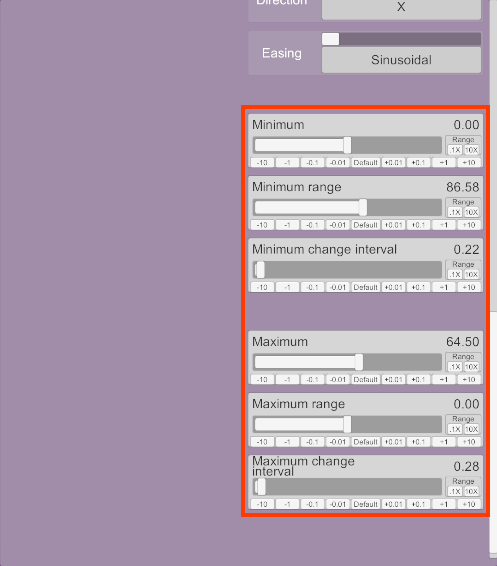 Direction
X
Easing
Sinusoidal
Minimum 0.00
Range
.1X 10X
-10 -1 -0.1 -0.01 Default +0.01 +0.1 +1 +10
Minimum range 86.58
Range
.1X 10X
-10 -1 -0.1 -0.01 Default +0.01 +0.1 +1 +10
Minimum change interval 0.22
Range
.1X 10X
-10 -1 -0.1 -0.01 Default +0.01 +0.1 +1 +10
Maximum 64.50
Range
.1X 10X
-10 -1 -0.1 -0.01 Default +0.01 +0.1 +1 +10
Maximum range 0.00
Range
.1X 10X
-10 -1 -0.1 -0.01 Default +0.01 +0.1 +1 +10
Maximum change
interval 0.28
Range
.1X 10X
-10 -1 -0.1 -0.01 Default +0.01 +0.1 +1 +10